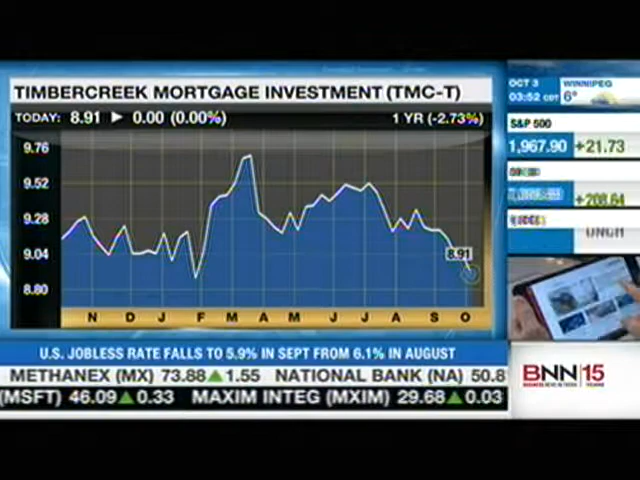 TIMBERCREEK MORTGAGE INVESTMENT (TMC-T)
TODAY: 8.91 ► 0.00 (0.00%) 1 YR (-2.73%)
9.76
9.52
9.28
9.04
8.80
8.91
N D J F M A M J J A S O
U.S. JOBLESS RATE FALLS TO 5.9% IN SEPT FROM 6.1% IN AUGUST
METHANEX (MX) 73.88▲1.55 NATIONAL BANK (NA) 50.8
(MSFT) 46.09▲0.33 MAXIM INTEG (MXIM) 29.68▲0.03
OCT 3
03:52 CDT
WINNIPEG
6°
S&P 500
1,967.90 +21.73
UNCH
BNN 15